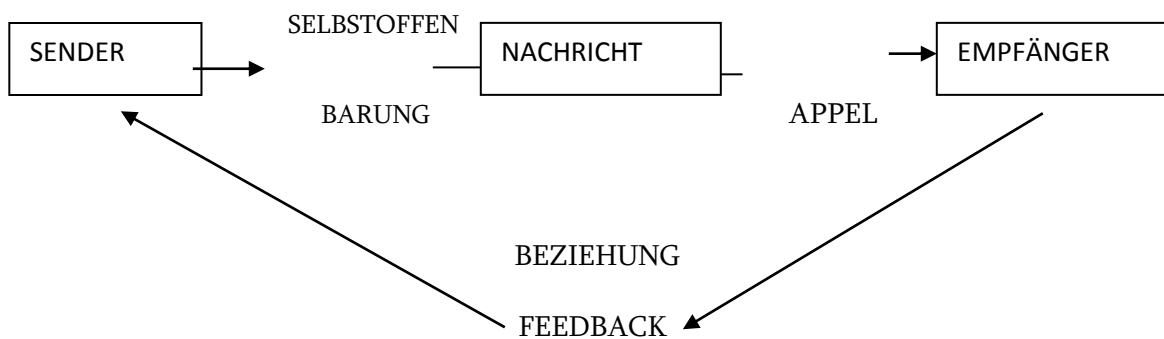 SELBSTOFFEN
SENDER
NACHRICHT
EMPFÄNGER
BARUNG
APPEL
BEZIEHUNG
FEEDBACK